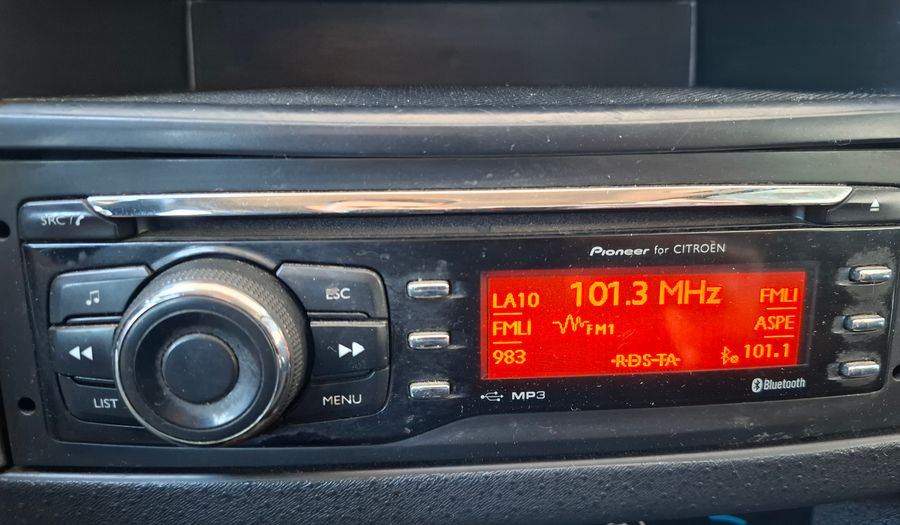 SRC /
Pioneer for CITROËN
ESC
LIST
MENU
LA10
101.3 MHz
FMLI
FMLI
FM1
ASPE
983
RDS TA
101.1
MP3
Bluetooth